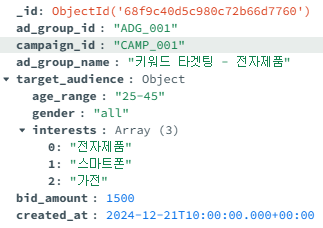 _id: ObjectId('68f9c40d5c980c72b66d7760')
ad_group_id : "ADG_001"
campaign_id : "CAMP_001"
ad_group_name : "키워드 타겟팅 - 전자제품"
target_audience : Object
age_range : "25-45"
gender : "all"
interests : Array (3)
0: "전자제품"
1: "스마트폰"
2: "가전"
bid_amount : 1500
created_at : 2024-12-21T10:00:00.000+00:00